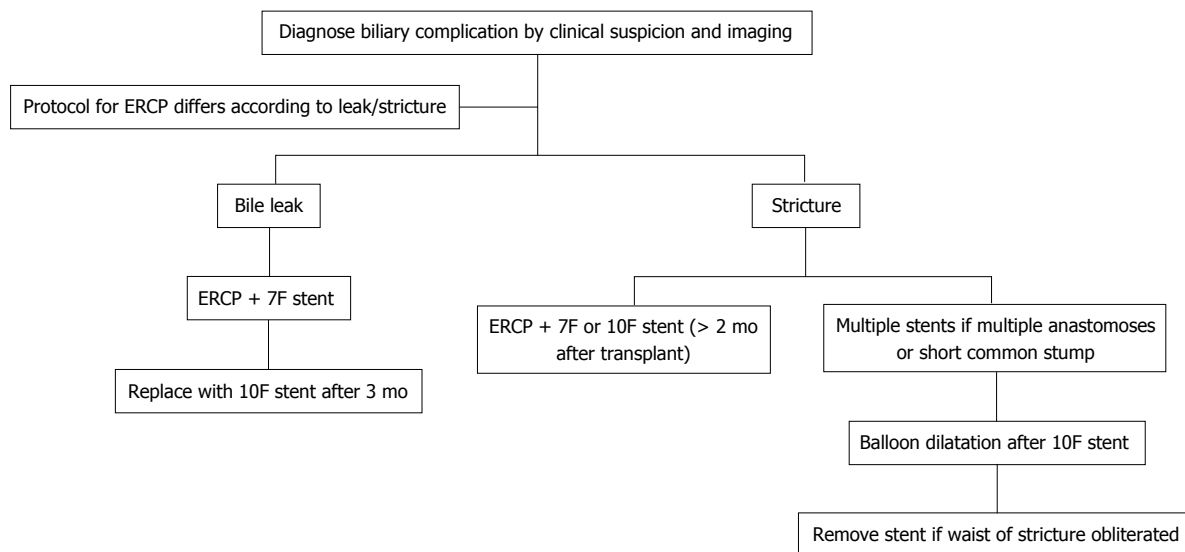 Diagnose biliary complication by clinical suspicion and imaging
Protocol for ERCP differs according to leak/stricture
Bile leak
Stricture
ERCP + 7F stent
ERCP + 7F or 10F stent (> 2 mo
after transplant)
Multiple stents if multiple anastomoses
or short common stump
Replace with 10F stent after 3 mo
Balloon dilatation after 10F stent
Remove stent if waist of stricture obliterated